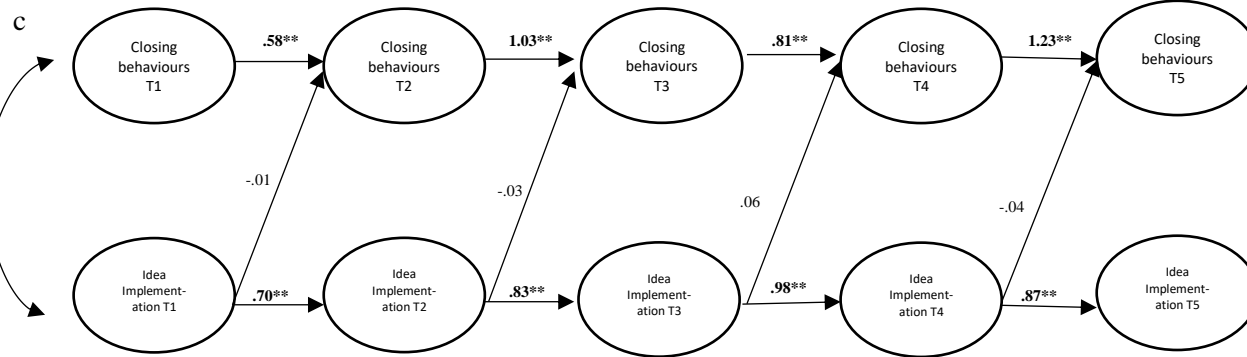 c
Closing
behaviours
T1
.58**
Closing
behaviours
T2
1.03**
Closing
behaviours
T3
.81**
Closing
behaviours
T4
1.23**
Closing
behaviours
T5
-.01
-.03
.06
-.04
Idea
Implement-
ation T1
.70**
Idea
Implement-
ation T2
.83**
Idea
Implement-
ation T3
.98**
Idea
Implement-
ation T4
.87**
Idea
Implement-
ation T5